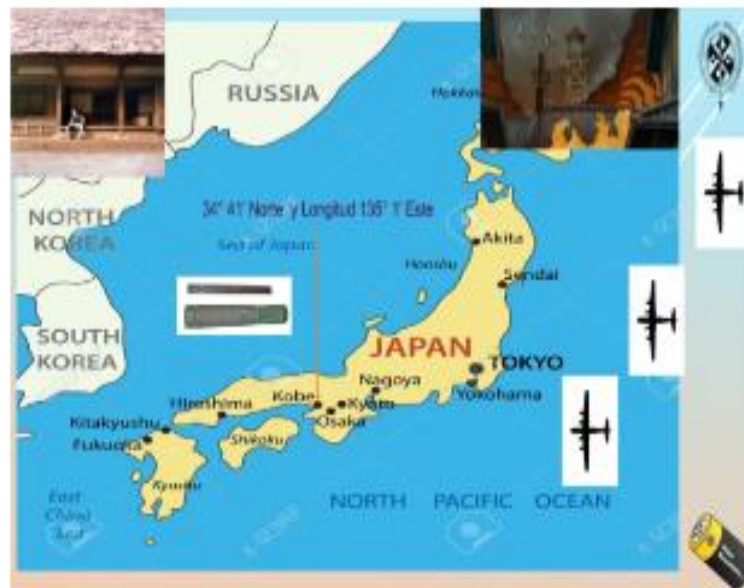 RUSSIA
NORTH
KOREA
34° 41' Norte y Longitud 135° 1' Este
Sea of Japan
Akita
Honshu
Sendai
SOUTH
KOREA
JAPAN
TOKYO
Nagoya
Yokohama
Hiroshima
Kobe
Kyoto
Osaka
Kitakyushu
Fukuoka
Shikoku
Kyushu
East
China
Sea
NORTH PACIFIC OCEAN